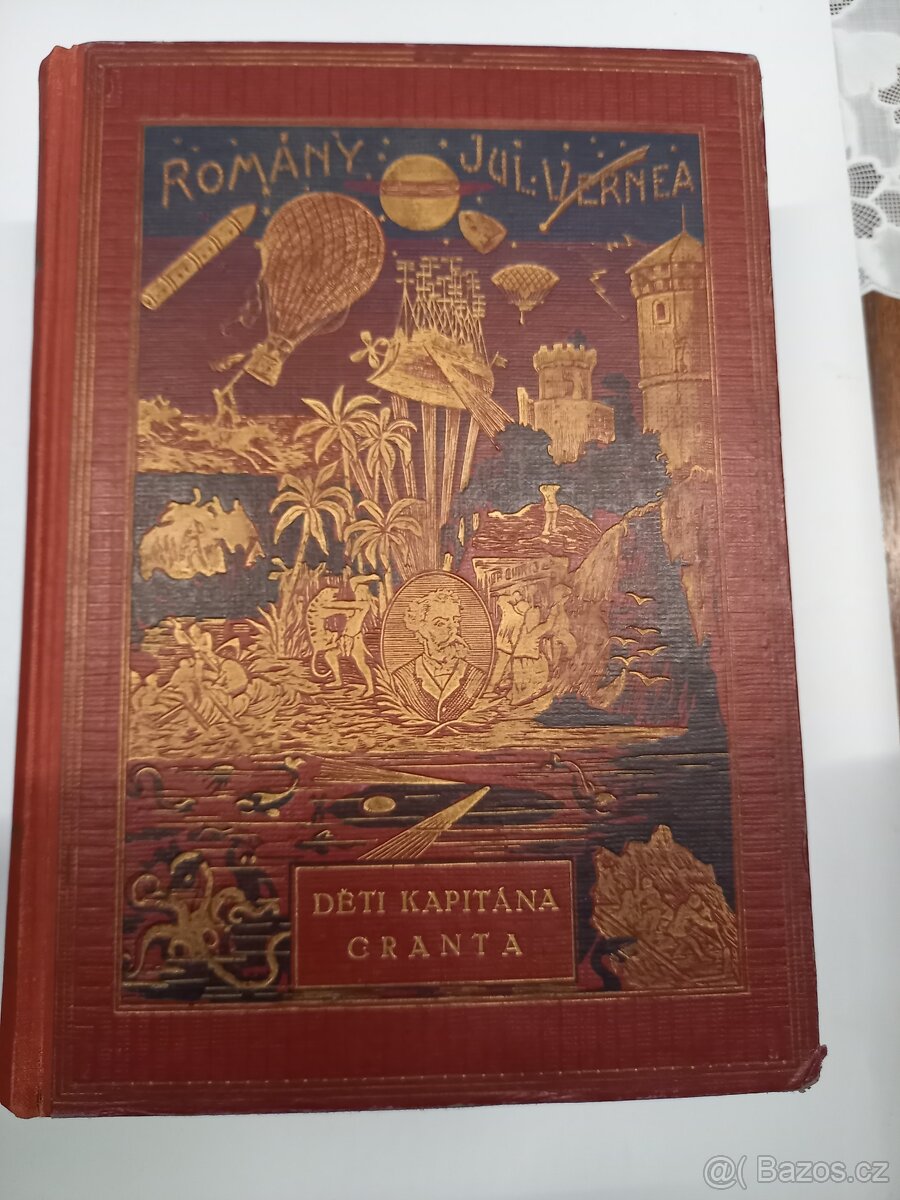 ROMÁNY JUL. VERNEA
DĚTI KAPITÁNA
GRANTA
@( Bazos.cz